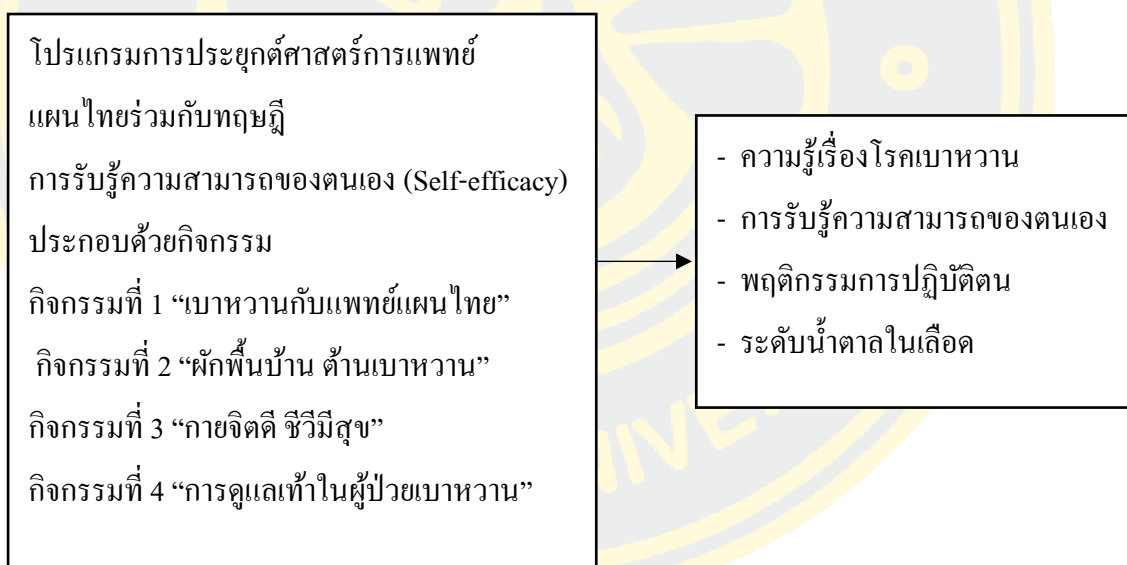 โปรแกรมการประยุกต์ศาสตร์การแพทย์
แผนไทยร่วมกับทฤษฎี
การรับรู้ความสามารถของตนเอง (Self-efficacy)
ประกอบด้วยกิจกรรม
กิจกรรมที่ 1 “เบาหวานกับแพทย์แผนไทย”
กิจกรรมที่ 2 “ผักพื้นบ้าน ต้านเบาหวาน”
กิจกรรมที่ 3 “กายจิตดี ชีวีมีสุข”
กิจกรรมที่ 4 “การดูแลเท้าในผู้ป่วยเบาหวาน”
- ความรู้เรื่องโรคเบาหวาน
- การรับรู้ความสามารถของตนเอง
- พฤติกรรมการปฏิบัติตน
- ระดับน้ำตาลในเลือด